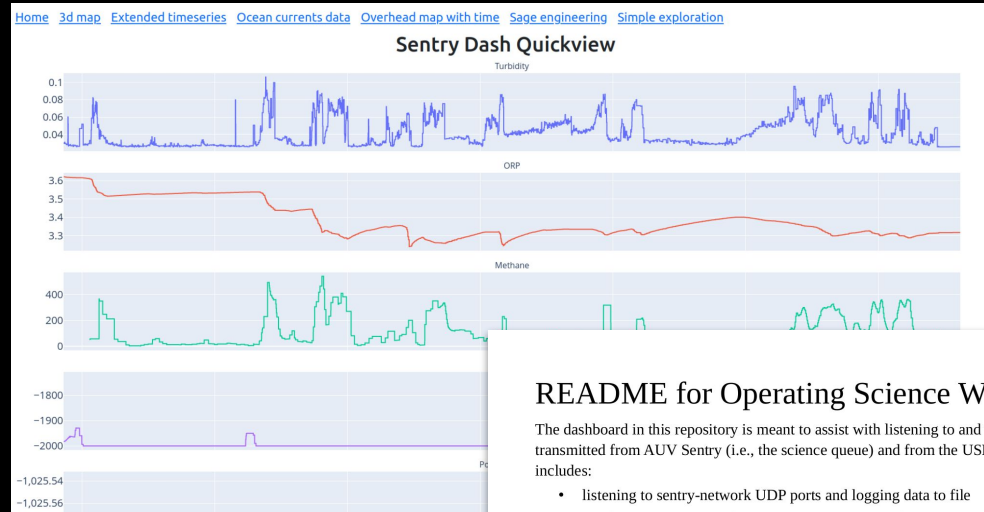 Home 3d map Extended timeseries Ocean currents data Overhead map with time Sage engineering Simple exploration
Sentry Dash Quickview
Turbidity
0.1
0.08
0.06
0.04
ORP
3.6
3.5
3.4
3.3
Methane
400
200
0
−1800
−1900
−2000
−1,025.54
−1,025.56
README for Operating Science
The dashboard in this repository is meant to assist with listening to and
transmitted from AUV Sentry (i.e., the science queue) and from the
includes:
• listening to sentry-network UDP ports and logging data to file